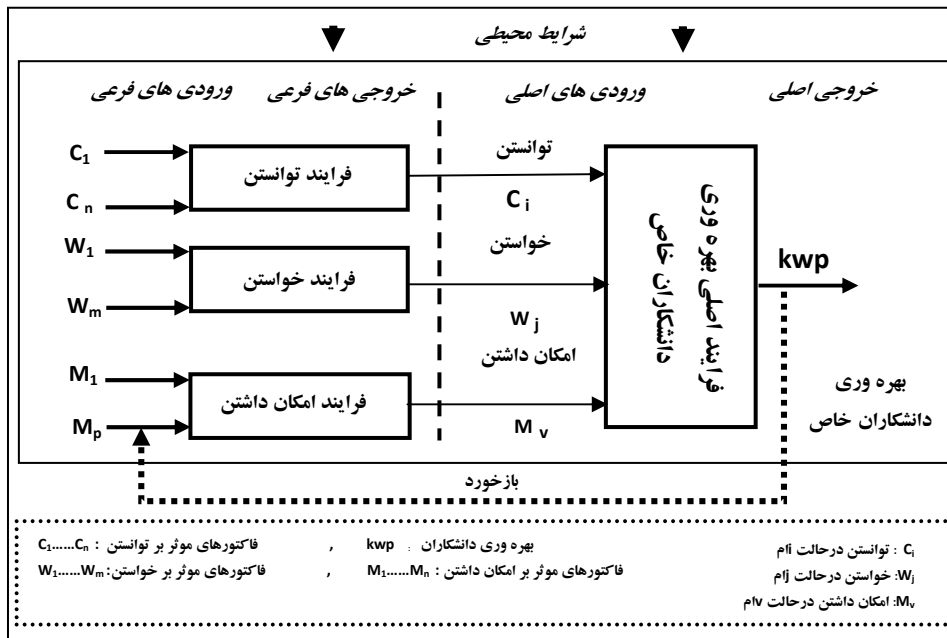 شرایط محیطی
ورودی های فرعی
خروجی های فرعی
ورودی های اصلی
خروجی اصلی
C1
Cn
فرایند توانستن
توانستن
Ci
W1
Wm
فرایند خواستن
خواستن
Wj
M1
Mp
فرایند امکان داشتن
امکان داشتن
Mv
فرایند اصلی بهره وری
دانشکاران خاص
kwp
بهره وری
دانشکاران خاص
بازخورد
Ci : توانستن درحالت iام
Wj: خواستن درحالت jام
Mv: امکان داشتن درحالت vام
بهره وری دانشکاران : kwp , فاکتورهای موثر بر توانستن : C1......Cn
فاکتورهای موثر بر امکان داشتن : M1......Mn , فاکتورهای موثر بر خواستن: W1......Wm